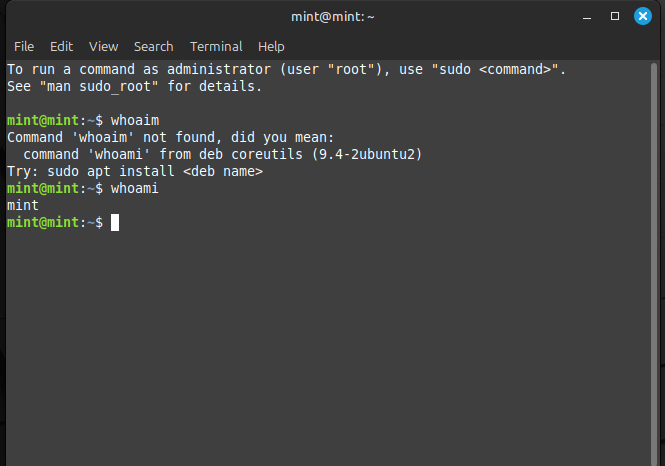 mint@mint: ~
File Edit View Search Terminal Help
To run a command as administrator (user "root"), use "sudo <command>".
See "man sudo_root" for details.
mint@mint:~$ whoaim
Command 'whoaim' not found, did you mean:
  command 'whoami' from deb coreutils (9.4-2ubuntu2)
Try: sudo apt install <deb name>
mint@mint:~$ whoami
mint
mint@mint:~$